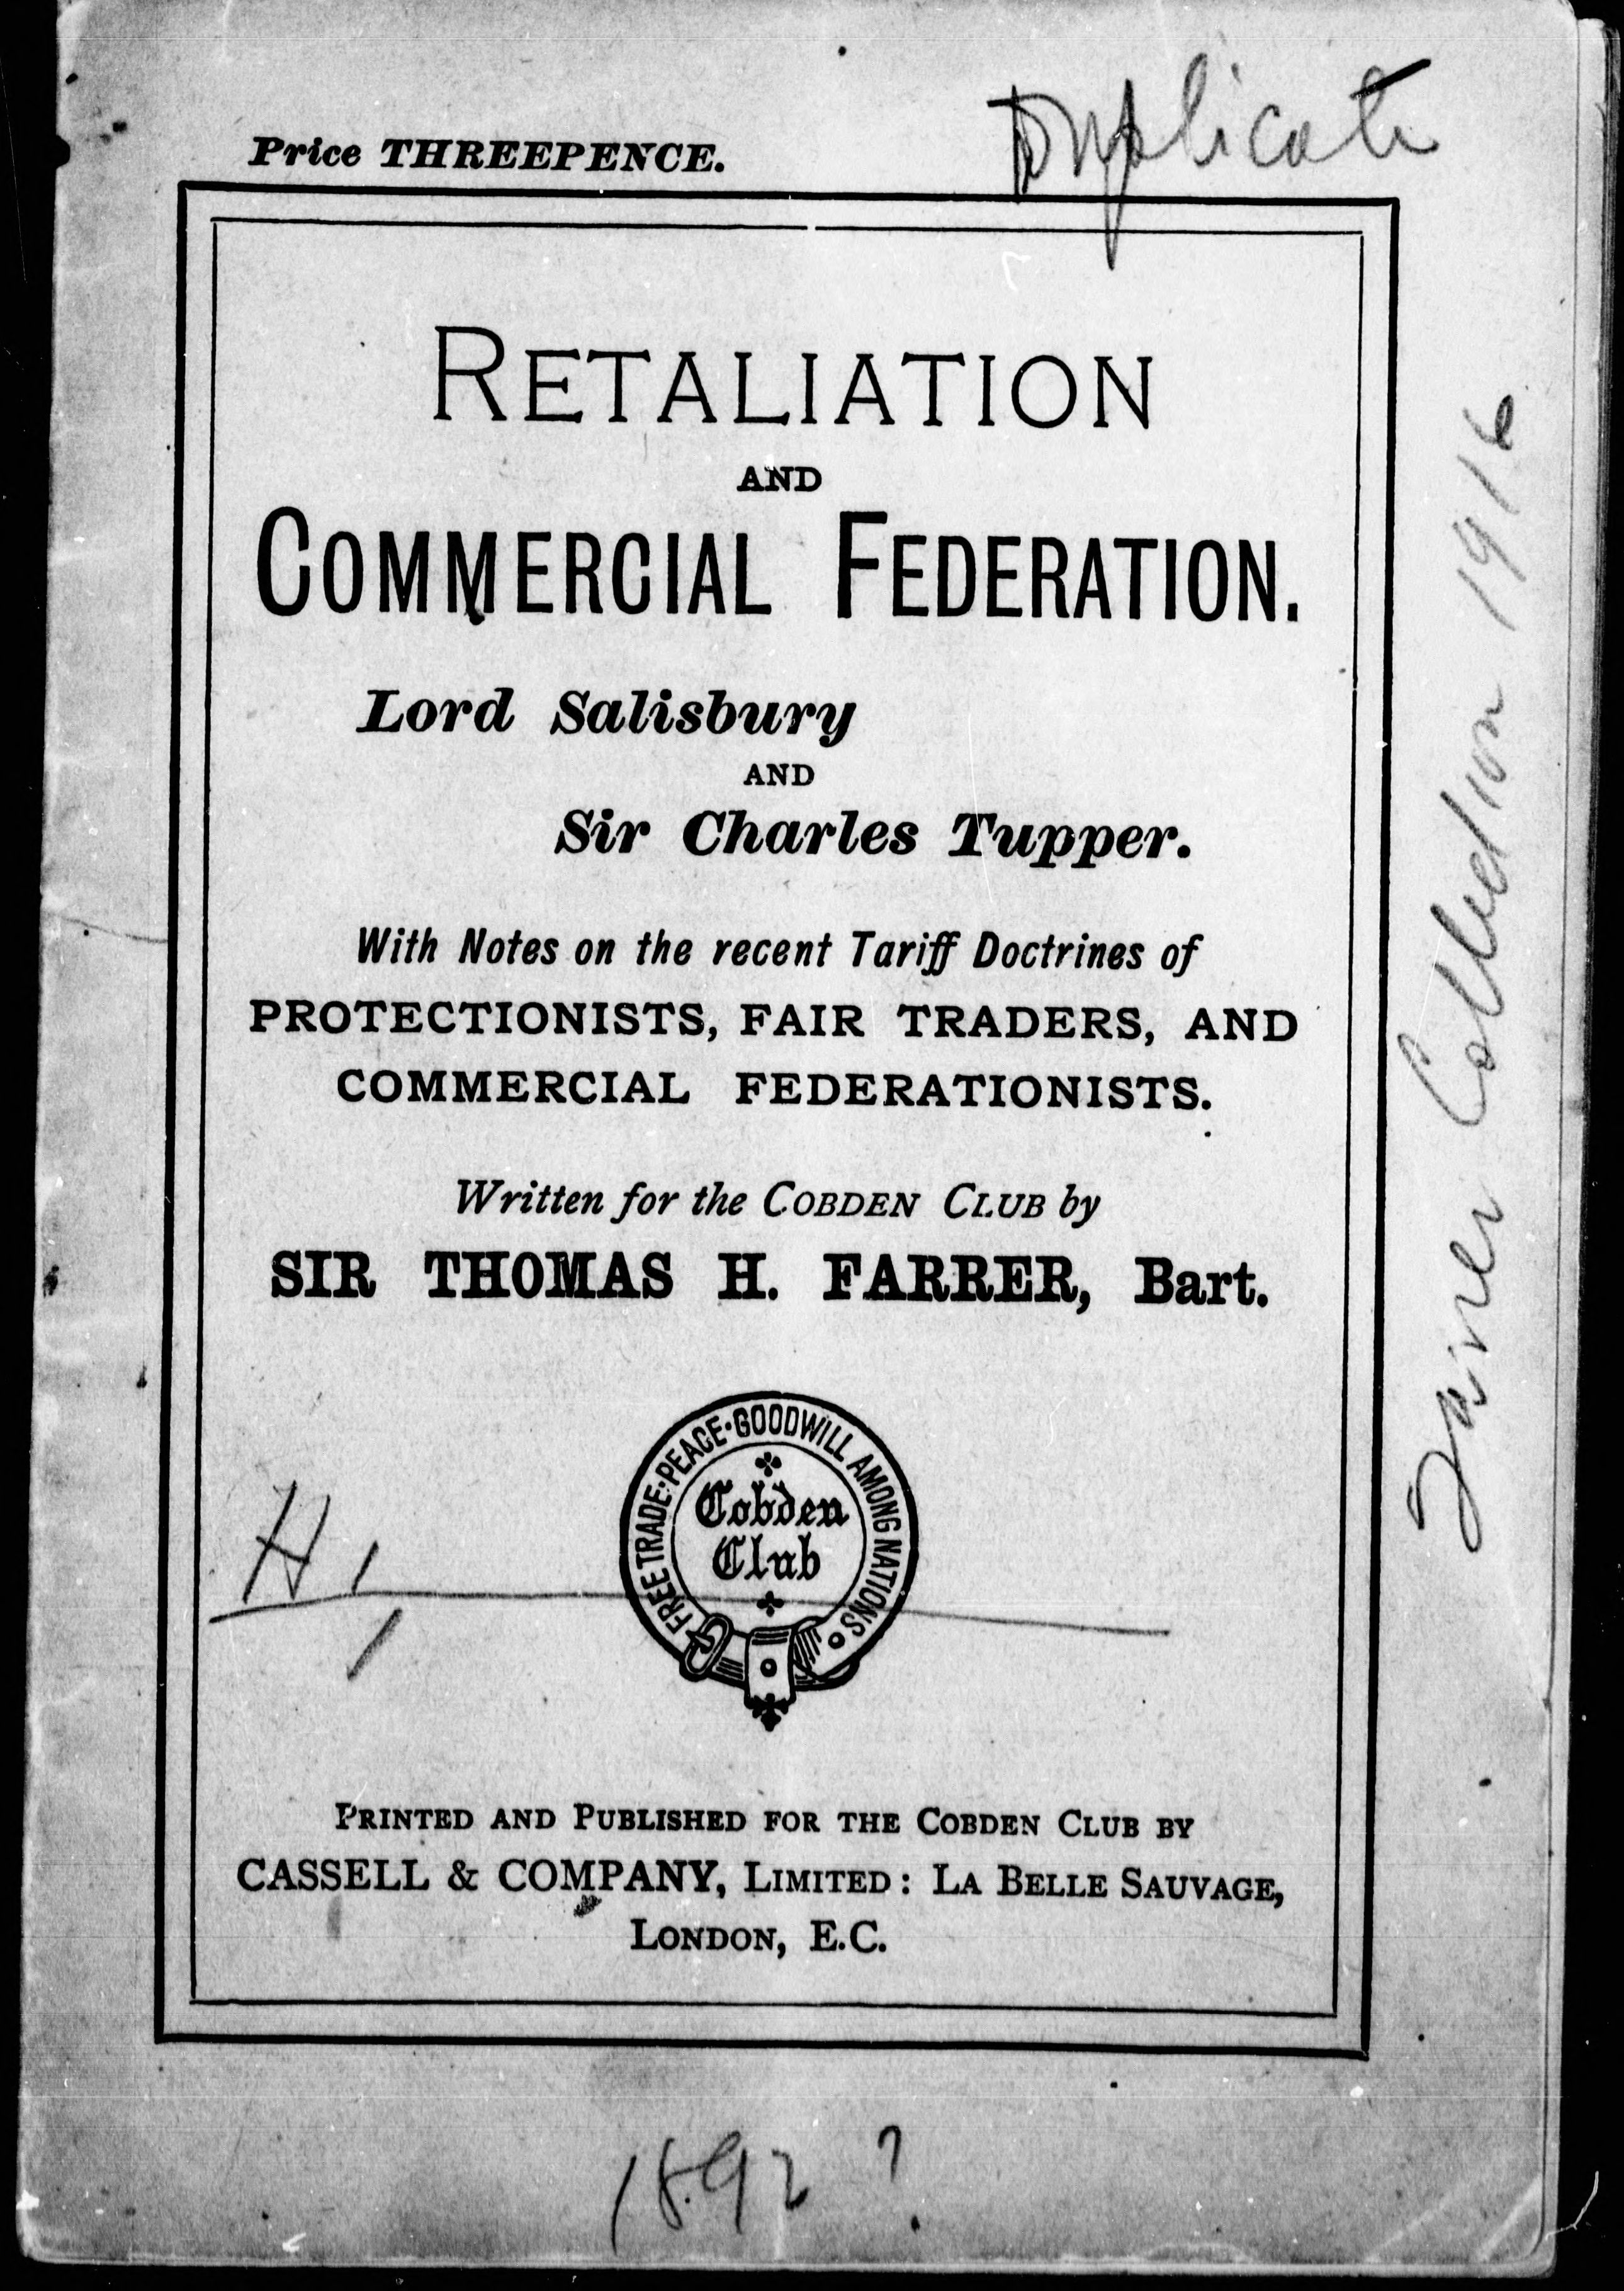 Duplicate
Price THREEPENCE.
RETALIATION
AND
COMMERCIAL FEDERATION.
Lord Salisbury
AND
Sir Charles Tupper.
With Notes on the recent Tariff Doctrines of
PROTECTIONISTS, FAIR TRADERS, AND
COMMERCIAL FEDERATIONISTS.
Written for the COBDEN CLUB by
SIR THOMAS H. FARRER, Bart.
FREE TRADE·PEACE·GOODWILL AMONG NATIONS
Cobden
Club
H
PRINTED AND PUBLISHED FOR THE COBDEN CLUB BY
CASSELL & COMPANY, LIMITED: LA BELLE SAUVAGE,
LONDON, E.C.
1892 ?
Collection 1916